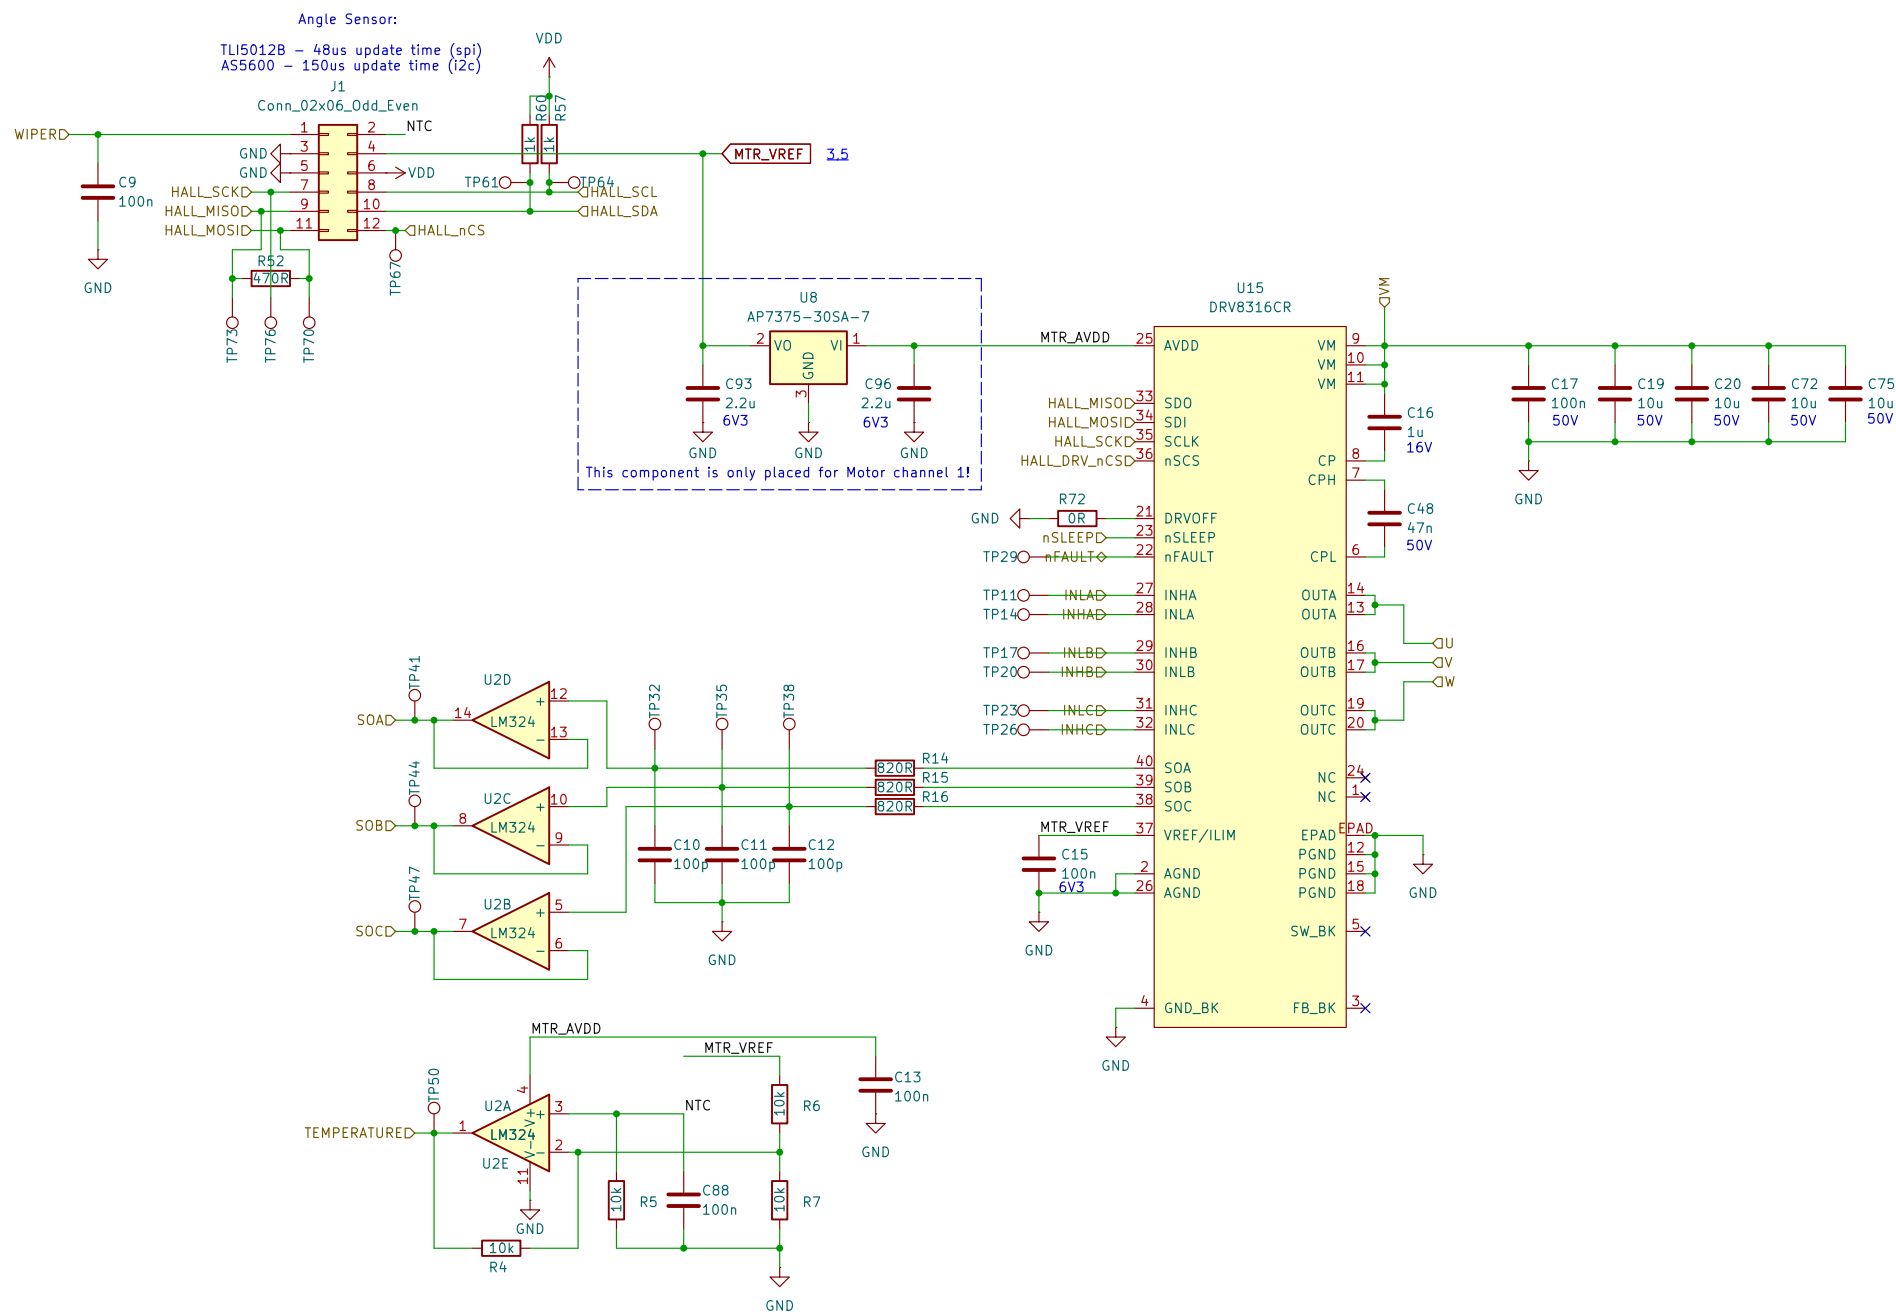 Angle Sensor:
TLI5012B - 48us update time (spi)
AS5600 - 150us update time (i2c)
J1
Conn_02x06_Odd_Even
WIPER
1
2
NTC
3
4
GND
5
6
GND
VDD
7
8
HALL_SCK
HALL_SCL
9
10
HALL_MISO
HALL_SDA
11
12
HALL_MOSI
HALL_nCS
C9
100n
GND
VDD
R60
1k
R57
1k
TP61
TP64
TP67
R52
470R
TP73
TP76
TP70
MTR_VREF
3,5
U8
AP7375-30SA-7
2
VO
VI
1
GND
3
C93
2.2u
6V3
GND
GND
C96
2.2u
6V3
GND
This component is only placed for Motor channel 1!
MTR_AVDD
U15
DRV8316CR
25
AVDD
HALL_MISO
33
SDO
HALL_MOSI
34
SDI
HALL_SCK
35
SCLK
HALL_DRV_nCS
36
nSCS
GND
R72
0R
21
DRVOFF
nSLEEP
23
nSLEEP
TP29
nFAULT
22
nFAULT
TP11
INLA
27
INHA
TP14
INHA
28
INLA
TP17
INLB
29
INHB
TP20
INHB
30
INLB
TP23
INLC
31
INHC
TP26
INHC
32
INLC
40
SOA
39
SOB
38
SOC
MTR_VREF
37
VREF/ILIM
C15
100n
6V3
GND
2
AGND
26
AGND
4
GND_BK
GND
VM
VM
9
VM
10
VM
11
C16
1u
16V
CP
8
CPH
7
C48
47n
50V
CPL
6
OUTA
14
OUTA
13
U
OUTB
16
OUTB
17
V
W
OUTC
19
OUTC
20
NC
24
NC
1
EPAD
EPAD
PGND
12
PGND
15
PGND
18
GND
SW_BK
5
FB_BK
3
C17
100n
50V
C19
10u
50V
C20
10u
50V
C72
10u
50V
C75
10u
50V
GND
TP41
SOA
14
U2D
LM324
12
+
13
-
TP44
SOB
8
U2C
LM324
10
+
9
-
TP47
SOC
7
U2B
LM324
5
+
6
-
TP32
TP35
TP38
820R
R14
820R
R15
820R
R16
C10
100p
C11
100p
C12
100p
GND
MTR_AVDD
MTR_VREF
C13
100n
GND
TP50
TEMPERATURE
1
U2A
LM324
U2E
4
V+
+
3
V-
-
2
11
GND
NTC
10k
R6
10k
R5
C88
100n
10k
R7
10k
R4
GND